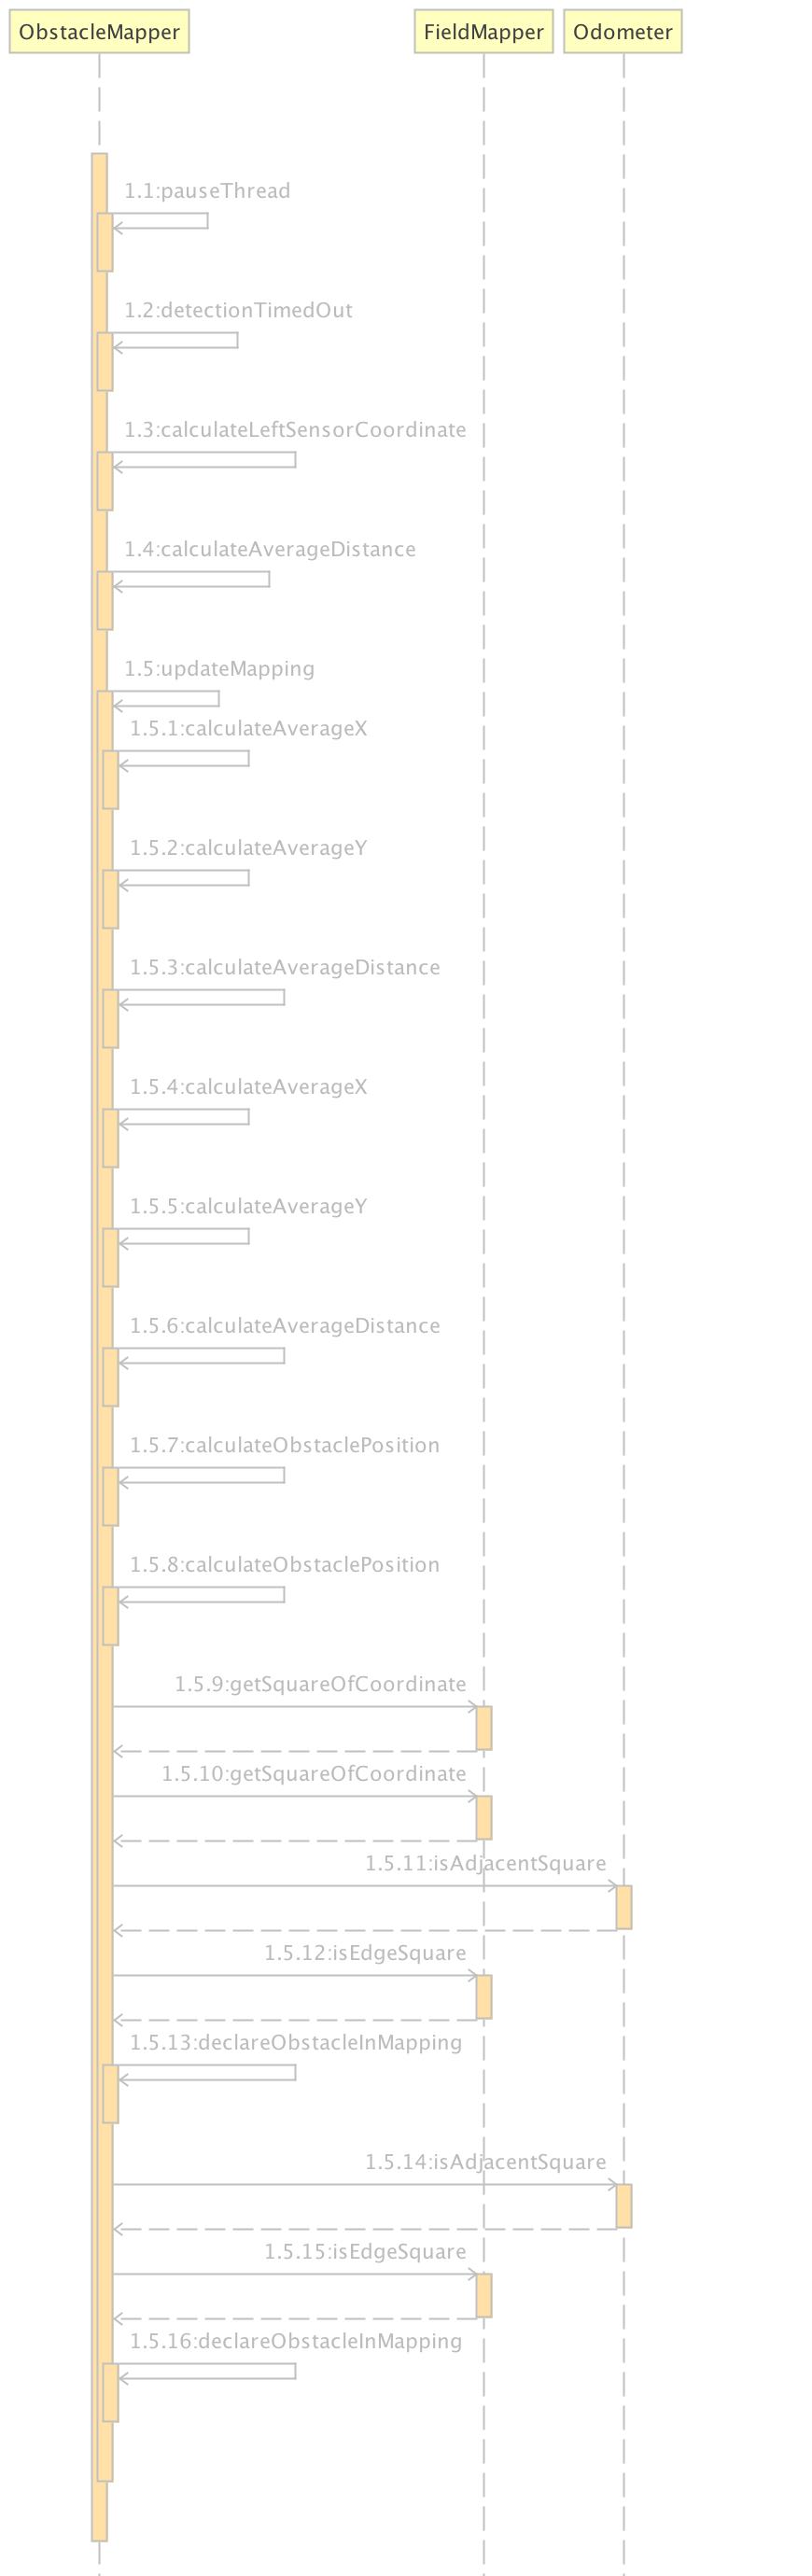 ObstacleMapper FieldMapper Odometer
1.1:pauseThread
1.2:detectionTimedOut
1.3:calculateLeftSensorCoordinate
1.4:calculateAverageDistance
1.5:updateMapping
1.5.1:calculateAverageX
1.5.2:calculateAverageY
1.5.3:calculateAverageDistance
1.5.4:calculateAverageX
1.5.5:calculateAverageY
1.5.6:calculateAverageDistance
1.5.7:calculateObstaclePosition
1.5.8:calculateObstaclePosition
1.5.9:getSquareOfCoordinate
1.5.10:getSquareOfCoordinate
1.5.11:isAdjacentSquare
1.5.12:isEdgeSquare
1.5.13:declareObstacleInMapping
1.5.14:isAdjacentSquare
1.5.15:isEdgeSquare
1.5.16:declareObstacleInMapping